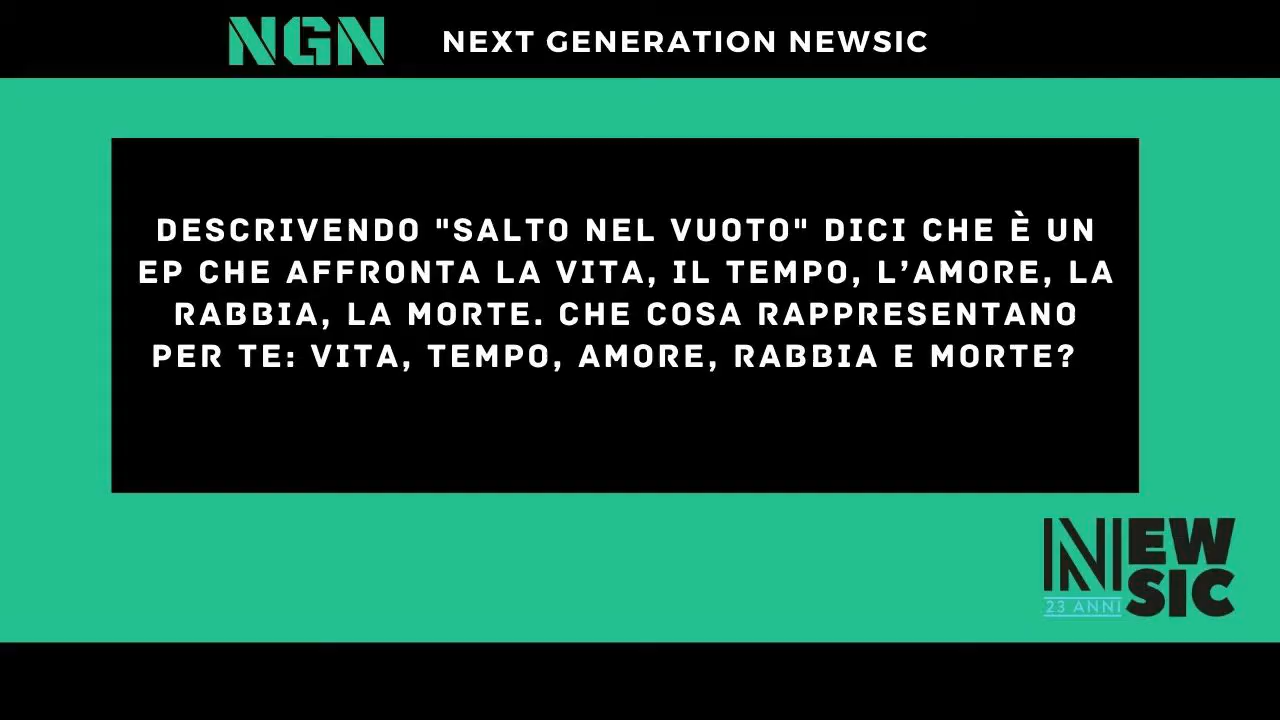 NGN NEXT GENERATION NEWSIC
DESCRIVENDO "SALTO NEL VUOTO" DICI CHE È UN
EP CHE AFFRONTA LA VITA, IL TEMPO, L’AMORE, LA
RABBIA, LA MORTE. CHE COSA RAPPRESENTANO
PER TE: VITA, TEMPO, AMORE, RABBIA E MORTE?
NEW
SIC
23 ANNI